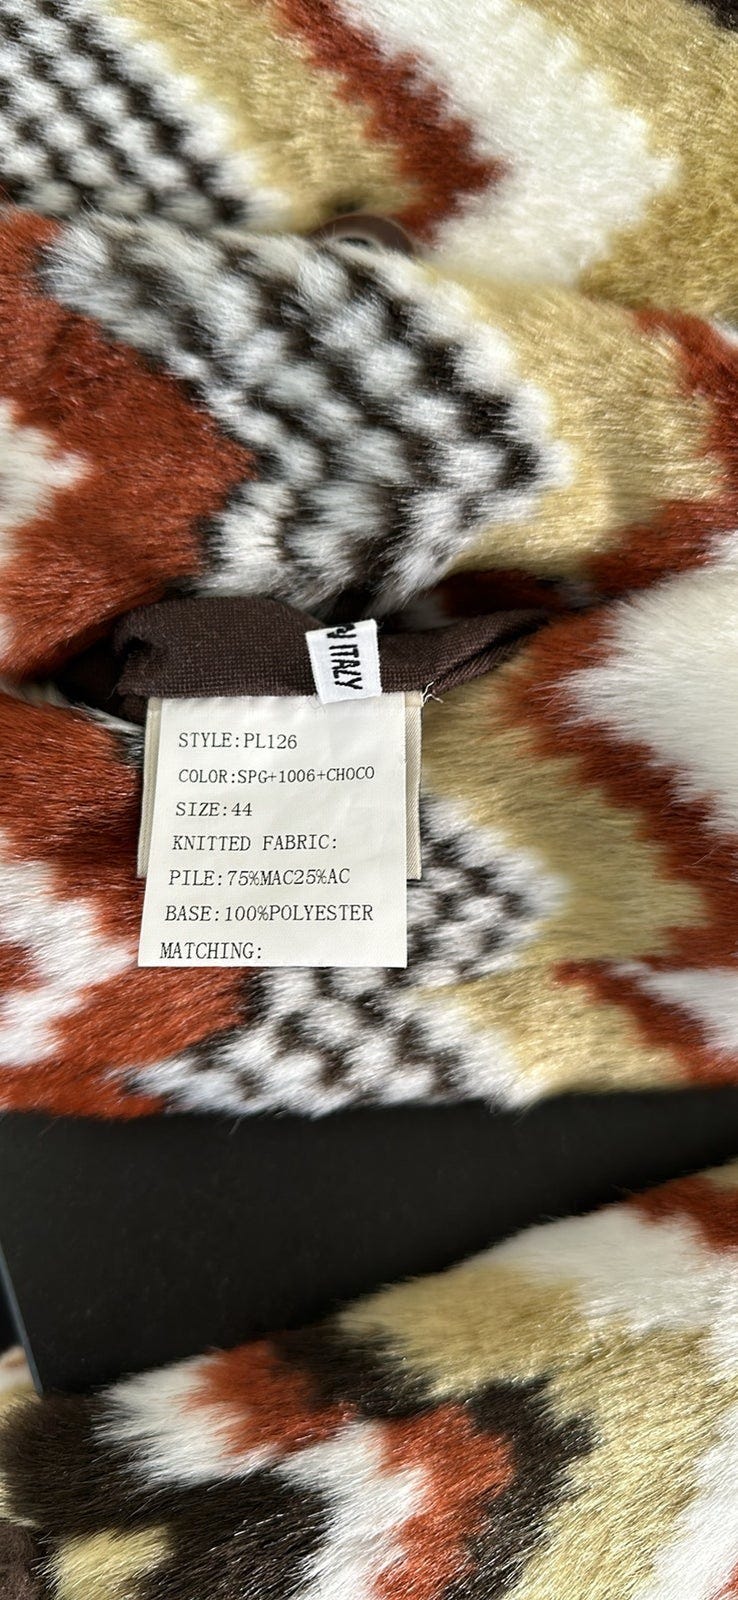 ITALY
STYLE:PL126
COLOR:SPG+1006+CHOCO
SIZE:44
KNITTED FABRIC:
PILE:75%MAC25%AC
BASE:100%POLYESTER
MATCHING: